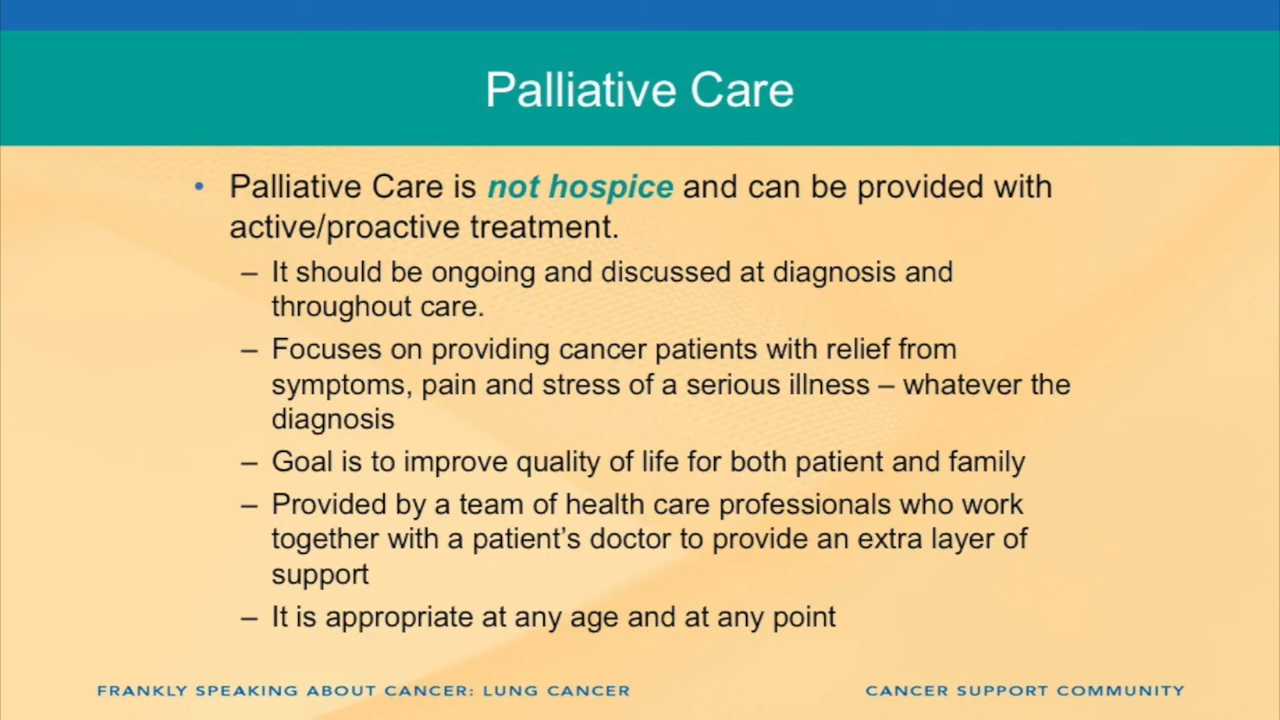 Palliative Care
• Palliative Care is not hospice and can be provided with
active/proactive treatment.
– It should be ongoing and discussed at diagnosis and
throughout care.
– Focuses on providing cancer patients with relief from
symptoms, pain and stress of a serious illness – whatever the
diagnosis
– Goal is to improve quality of life for both patient and family
– Provided by a team of health care professionals who work
together with a patient’s doctor to provide an extra layer of
support
– It is appropriate at any age and at any point
FRANKLY SPEAKING ABOUT CANCER: LUNG CANCER
CANCER SUPPORT COMMUNITY